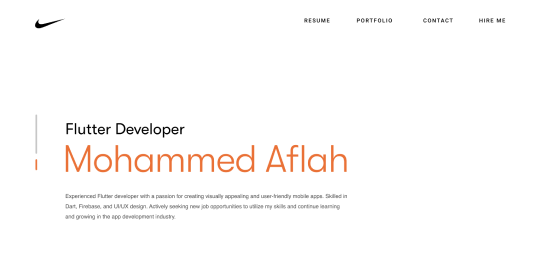 RESUME PORTFOLIO CONTACT HIRE ME
Flutter Developer
Mohammed Aflah
Experienced Flutter developer with a passion for creating visually appealing and user-friendly mobile apps. Skilled in
Dart, Firebase, and UI/UX design. Actively seeking new job opportunities to utilize my skills and continue learning
and growing in the app development industry.